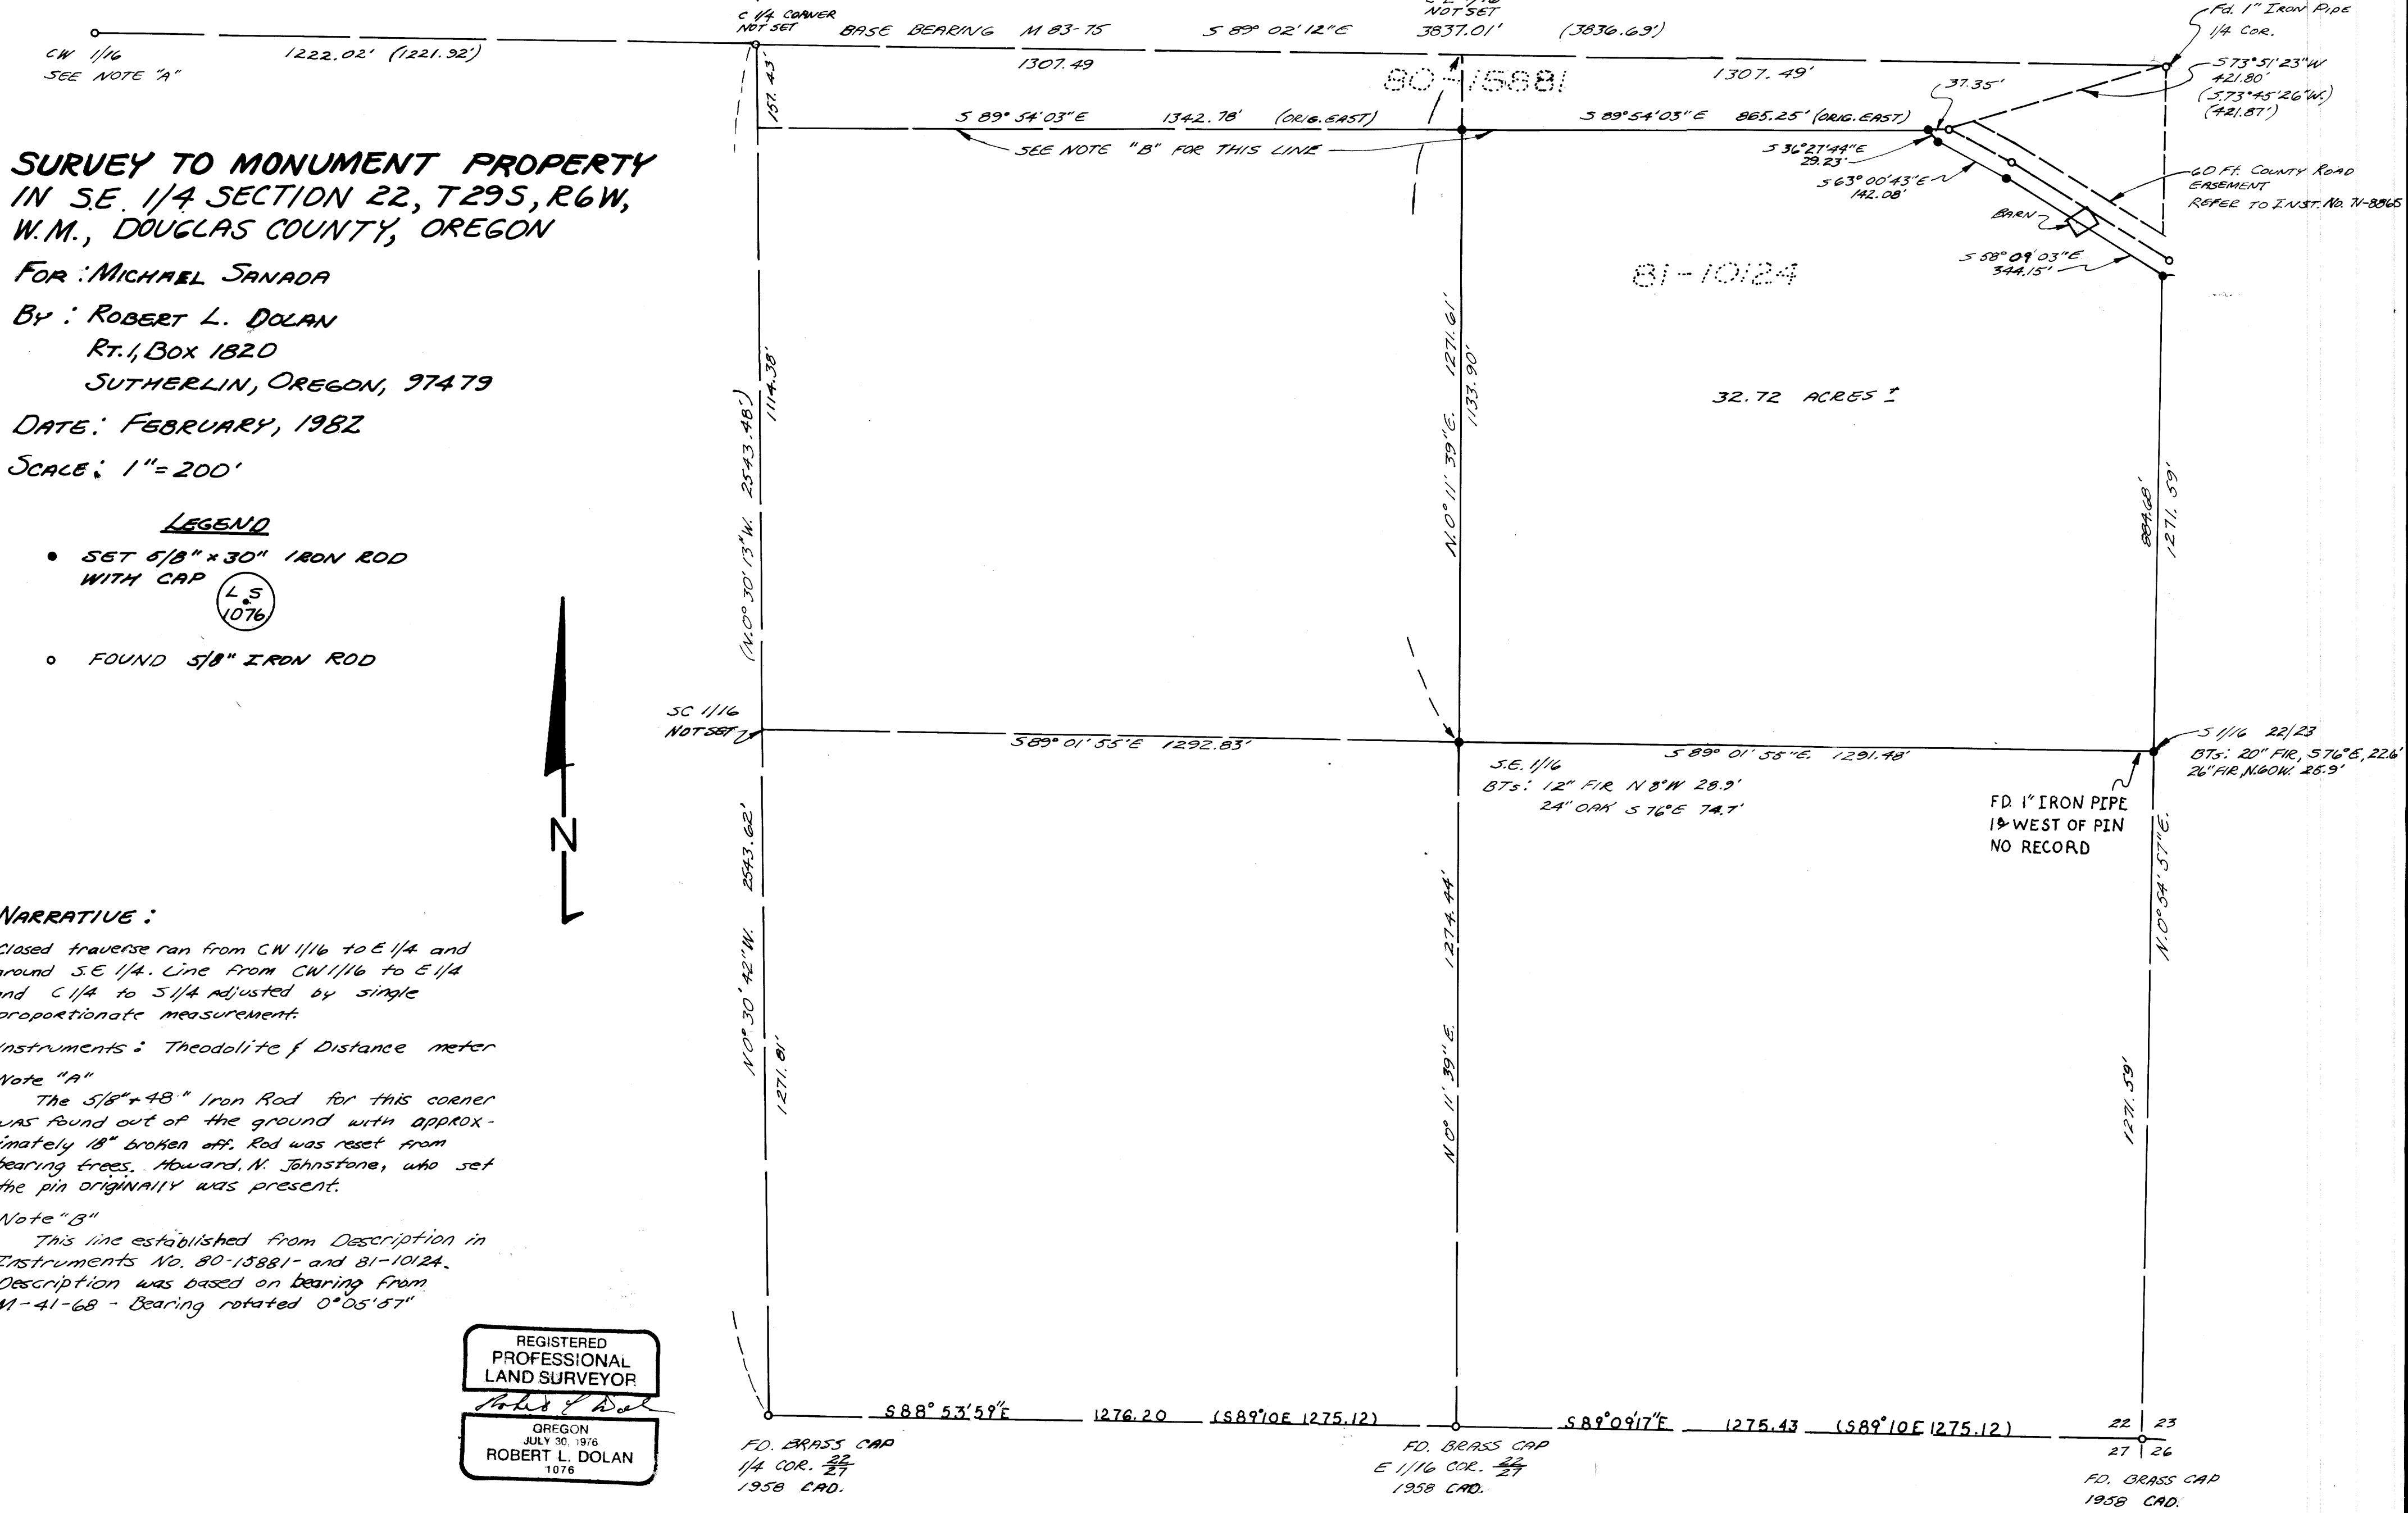 C 1/4 CORNER
NOT SET
NOT SET
Fd. 1" IRON PIPE
1/4 COR.
CW 1/16
SEE NOTE "A"
1222.02' (1221.92)
BASE BEARING M 83-75 S 89° 02' 12"E 3837.01' (3836.69')
1307.49
1307.49'
80-15881
157.43'
S 89° 54' 03"E 1342.78' (ORIG. EAST)
S 89° 54' 03" E 865.25' (ORIG. EAST)
37.35'
S 73° 51' 23" W
421.80'
(S.73° 45' 26" W.)
(421.87')
SEE NOTE "B" FOR THIS LINE
S 36° 27' 44" E
29.23'
S 63° 00' 43" E
142.08'
60 Ft. COUNTY ROAD
EASEMENT
REFER TO INST. No. 71-8865
BARN
S 58° 09' 03" E
344.15'
81-10124
SURVEY TO MONUMENT PROPERTY
IN S.E. 1/4 SECTION 22, T29S, R6W,
W.M., DOUGLAS COUNTY, OREGON
FOR : MICHAEL SANADA
BY : ROBERT L. DOLAN
RT. 1, BOX 1820
SUTHERLIN, OREGON, 97479
DATE: FEBRUARY, 1982
SCALE: 1" = 200'
LEGEND
SET 5/8" x 30" IRON ROD
WITH CAP
L.S
1076
FOUND 5/8" IRON ROD
(N.0° 30' 13" W. 2543.48')
1114.38'
N.0° 11' 39" E. 1271.61'
1133.90'
32.72 ACRES ±
884.68'
1271.59'
SC 1/16
NOT SET
S 89° 01' 55" E 1292.83'
S 89° 01' 55" E. 1291.48'
S.E. 1/16
BTs: 12" FIR N 8° W 28.9'
24" OAK S 76° E 74.7'
S 1/16 22/23
BTs: 20" FIR, S 76° E, 22.6'
26" FIR, N.60W. 25.9'
FD. 1" IRON PIPE
WEST OF PIN
NO RECORD
N
N 0° 30' 42" W. 2543.62'
1271.81'
N 0° 11' 39" E. 1274.44'
N.0° 54' 57" E.
1271.59'
NARRATIVE :
Closed traverse ran from CW 1/16 to E 1/4 and
around S.E 1/4. Line from CW 1/16 to E 1/4
and C 1/4 to S 1/4 adjusted by single
proportionate measurement.
Instruments : Theodolite & Distance meter
Note "A"
The 5/8" x 48" Iron Rod for this corner
was found out of the ground with approx-
imately 18" broken off. Rod was reset from
bearing trees. Howard. N. Johnstone, who set
the pin originally was present.
Note "B"
This line established from Description in
Instruments No. 80-15881- and 81-10124.
Description was based on bearing from
M-41-68 - Bearing rotated 0° 05' 57"
REGISTERED
PROFESSIONAL
LAND SURVEYOR
OREGON
JULY 30, 1976
ROBERT L. DOLAN
1076
S 88° 53' 59" E 1276.20 (S 89° 10 E 1275.12)
S 89° 09' 17" E 1275.43 (S 89° 10 E 1275.12)
22 23
27 26
FD. BRASS CAP
1/4 COR. 22/27
1958 CAD.
FD. BRASS CAP
E 1/16 COR. 22/27
1958 CAD.
FD. BRASS CAP
1958 CAD.